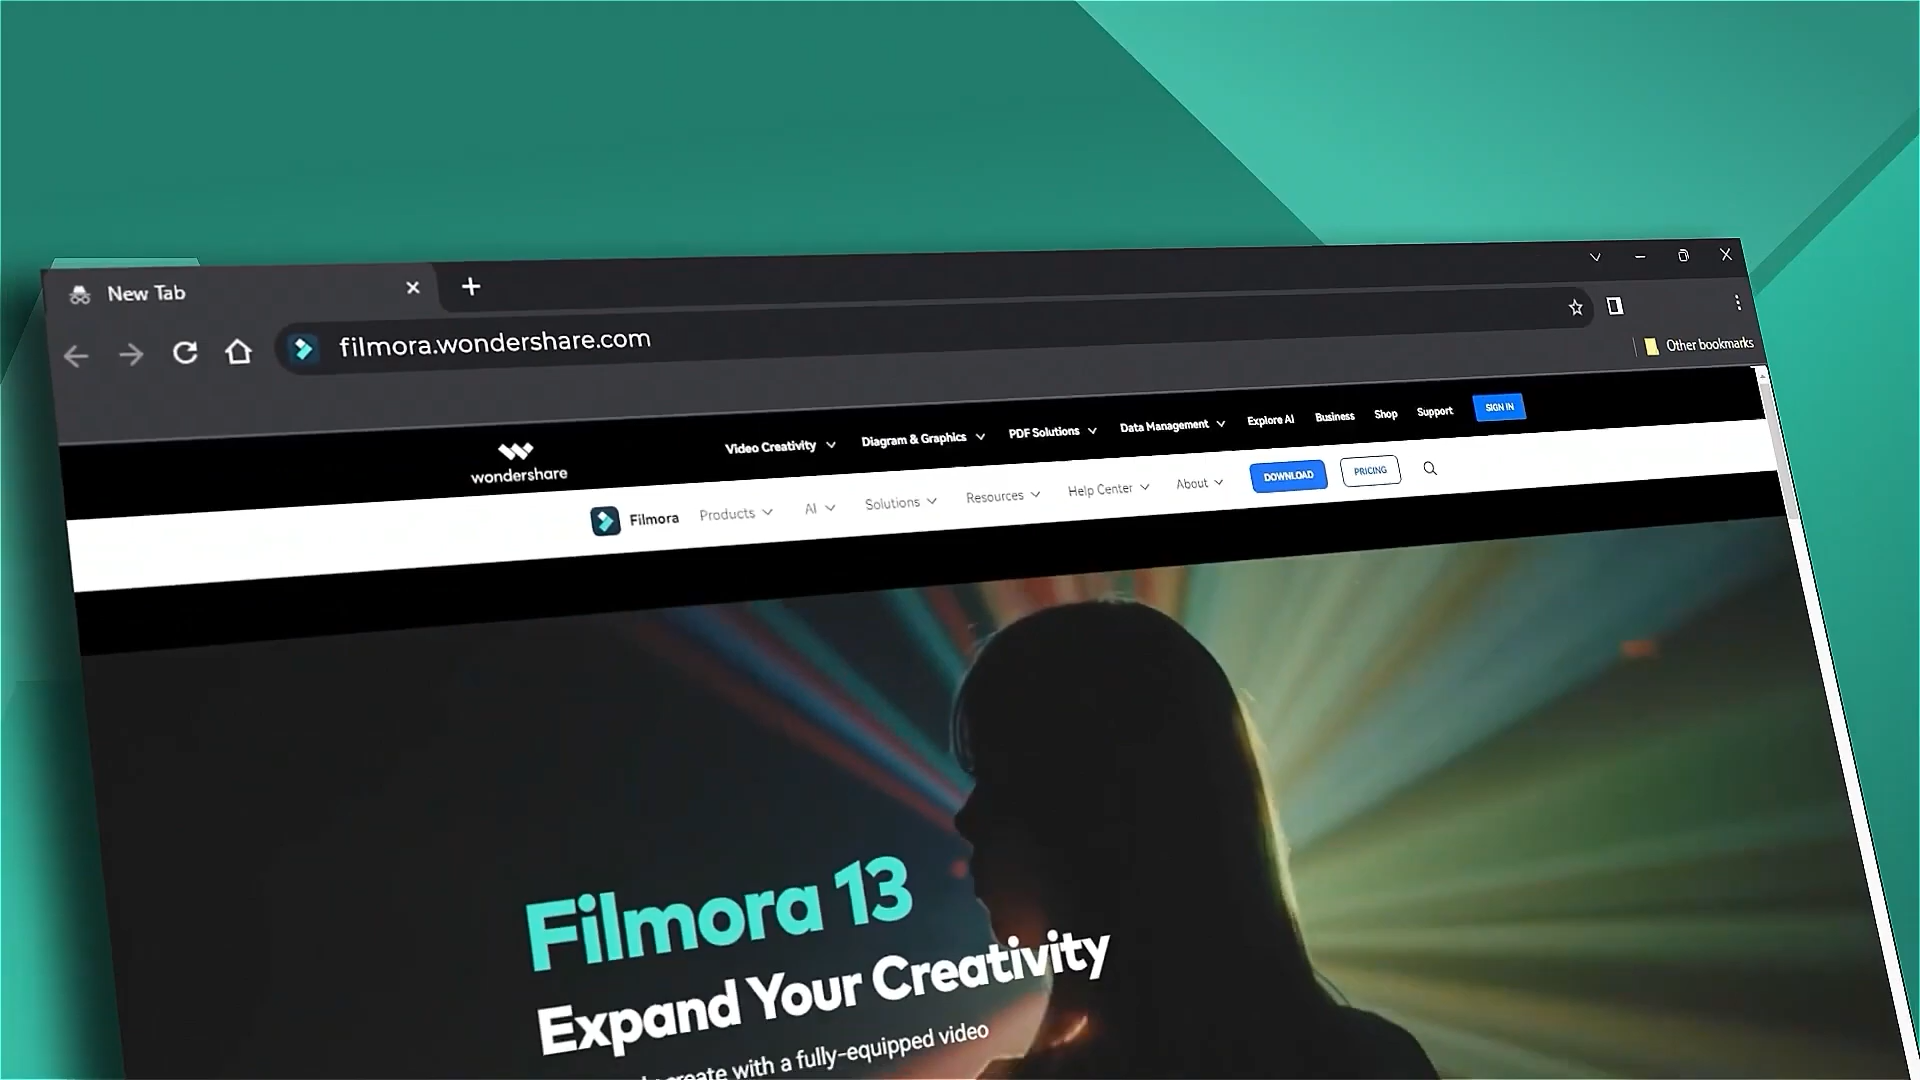 New Tab
filmora.wondershare.com
Other bookmarks
wondershare
Video Creativity
Diagram & Graphics
PDF Solutions
Data Management
Explore AI
Business
Shop
Support
SIGN IN
Filmora
Products
AI
Solutions
Resources
Help Center
About
DOWNLOAD
PRICING
Filmora 13
Expand Your Creativity
with a fully-equipped video